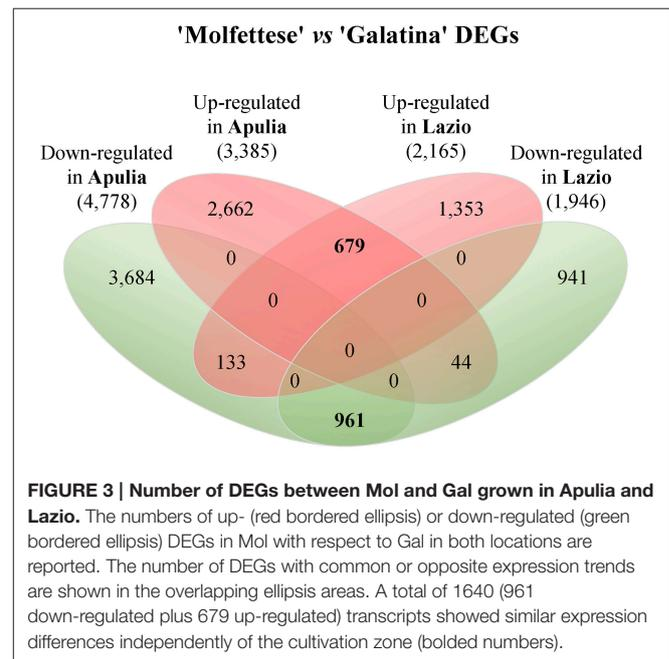 'Molfettese' vs 'Galatina' DEGs
Up-regulated
in Apulia
(3,385)
Up-regulated
in Lazio
(2,165)
Down-regulated
in Apulia
(4,778)
Down-regulated
in Lazio
(1,946)
2,662
679
1,353
3,684
0
0
941
0
0
133
0
44
0
0
961
FIGURE 3 | Number of DEGs between Mol and Gal grown in Apulia and
Lazio. The numbers of up- (red bordered ellipsis) or down-regulated (green
bordered ellipsis) DEGs in Mol with respect to Gal in both locations are
reported. The number of DEGs with common or opposite expression trends
are shown in the overlapping ellipsis areas. A total of 1640 (961
down-regulated plus 679 up-regulated) transcripts showed similar expression
differences independently of the cultivation zone (bolded numbers).